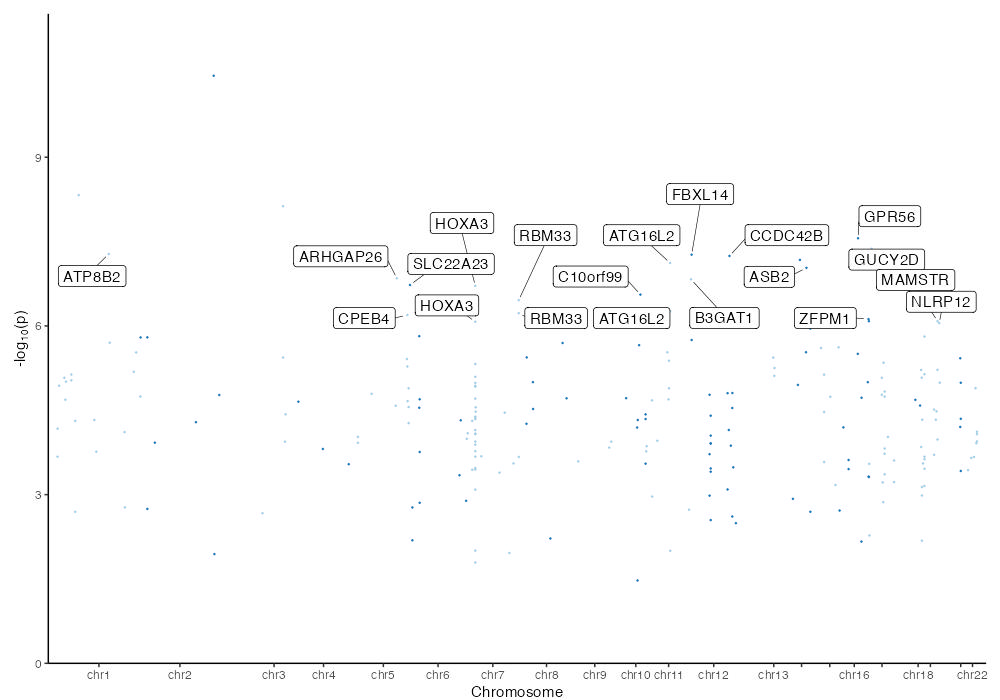 9
FBXL14
HOXA3
GPR56
RBM33
ATG16L2
CCDC42B
ARHGAP26
SLC22A23
GUCY2D
ATP8B2
C10orf99
ASB2
MAMSTR
HOXA3
NLRP12
CPEB4
RBM33
ATG16L2
B3GAT1
ZFPM1
6
-log10(p)
3
0
chr1 chr2 chr3 chr4 chr5 chr6 chr7 chr8 chr9 chr10 chr11 chr12 chr13 chr16 chr18 chr22
Chromosome